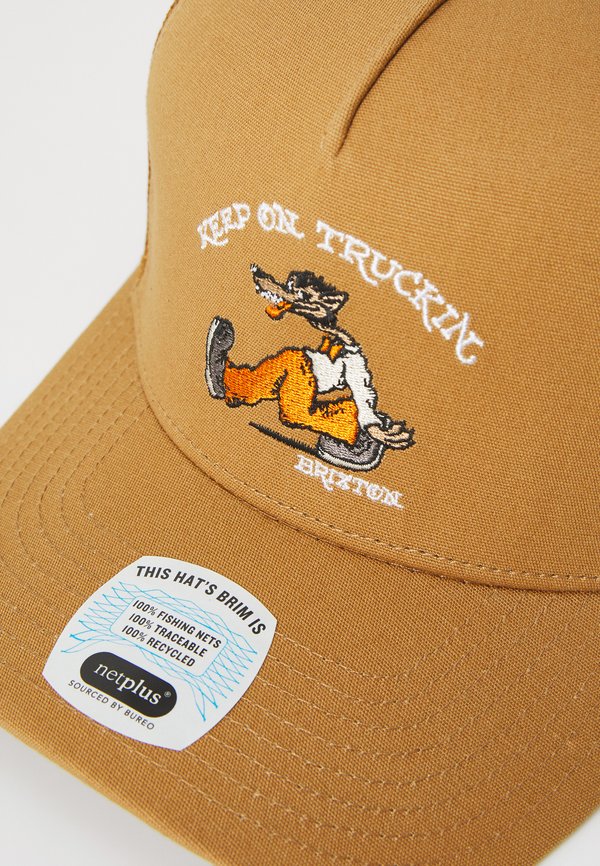 KEEP ON TRUCKIN
BRIXTON
THIS HAT'S BRIM IS
100% FISHING NETS
100% TRACEABLE
100% RECYCLED
netplus®
SOURCED BY BUREO